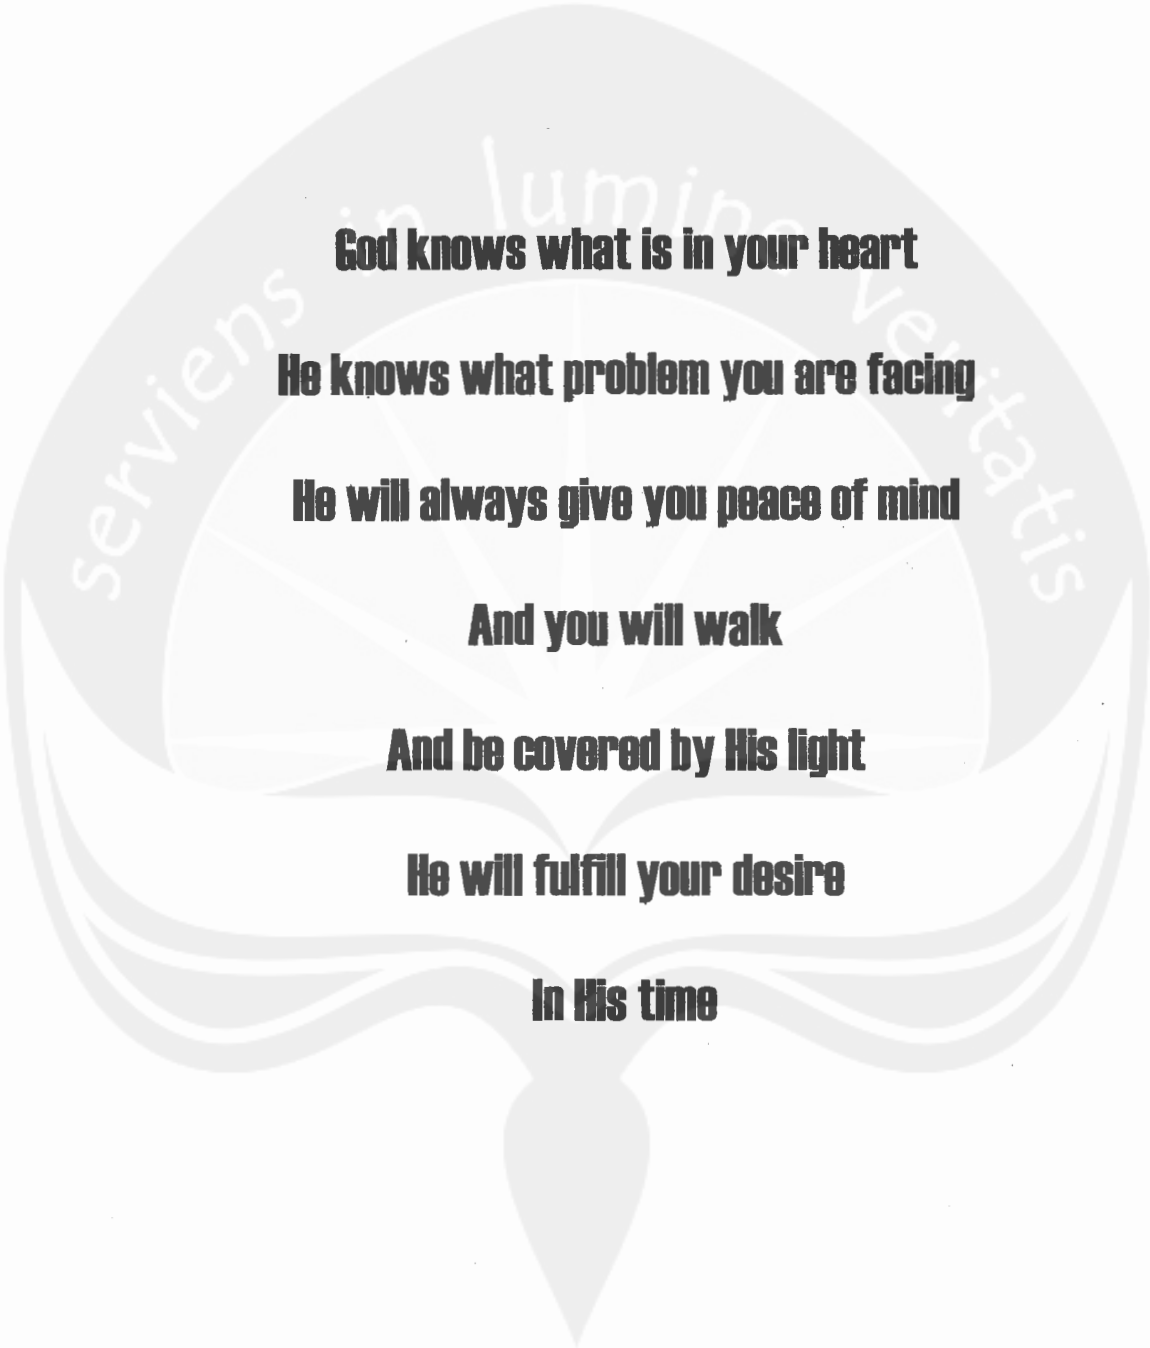 serviens in lumine veritatis
God knows what is in your heart
He knows what problem you are facing
He will always give you peace of mind
And you will walk
And be covered by His light
He will fulfill your desire
In His time